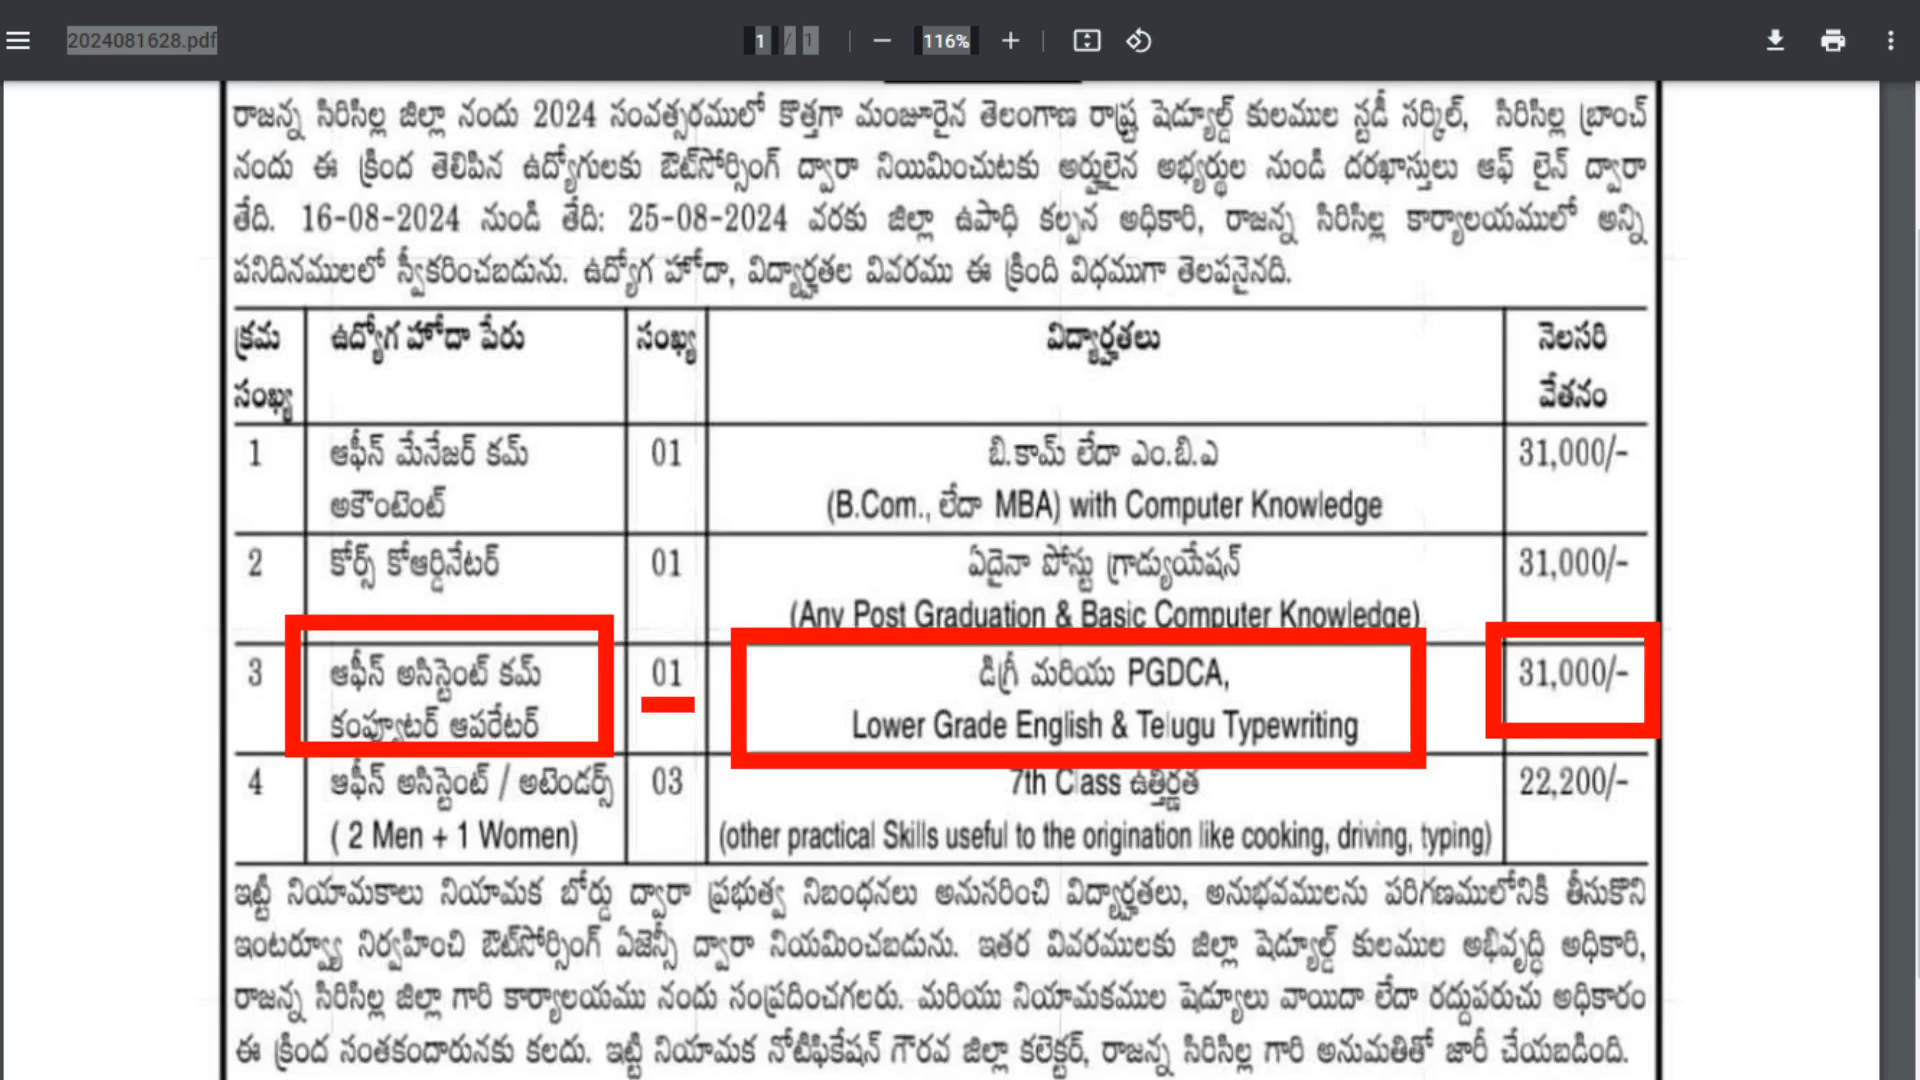 2024081628.pdf
1 / 1
116%
రాజన్న సిరిసిల్ల జిల్లా నందు 2024 సంవత్సరములో కొత్తగా మంజూరైన తెలంగాణ రాష్ట్ర షెడ్యూల్డ్ కులముల స్టడీ సర్కిల్, సిరిసిల్ల బ్రాంచ్
నందు ఈ క్రింద తెలిపిన ఉద్యోగులకు ఔట్‌సోర్సింగ్ ద్వారా నియిమించుటకు అర్హులైన అభ్యర్థుల నుండి దరఖాస్తులు ఆఫ్ లైన్ ద్వారా
తేది. 16-08-2024 నుండి తేది: 25-08-2024 వరకు జిల్లా ఉపాధి కల్పన అధికారి, రాజన్న సిరిసిల్ల కార్యాలయములో అన్ని
పనిదినములలో స్వీకరించబడును. ఉద్యోగ హోదా, విద్యార్హతల వివరము ఈ క్రింది విధముగా తెలపనైనది.
క్రమ సంఖ్య ఉద్యోగ హోదా పేరు సంఖ్య విద్యార్హతలు నెలసరి వేతనం
1 ఆఫీస్ మేనేజర్ కమ్ 01 బి.కామ్ లేదా ఎం.బి.ఎ 31,000/-
అకౌంటెంట్ (B.Com., లేదా MBA) with Computer Knowledge
2 కోర్స్ కోఆర్డినేటర్ 01 ఏదైనా పోస్టు గ్రాడ్యుయేషన్ 31,000/-
(Any Post Graduation & Basic Computer Knowledge)
3 ఆఫీస్ అసిస్టెంట్ కమ్ 01 డిగ్రీ మరియు PGDCA, 31,000/-
కంప్యూటర్ ఆపరేటర్ Lower Grade English & Telugu Typewriting
4 ఆఫీస్ అసిస్టెంట్ / అటెండర్స్ 03 7th Class ఉత్తిర్ణత 22,200/-
( 2 Men + 1 Women) (other practical Skills useful to the origination like cooking, driving, typing)
ఇట్టి నియామకాలు నియామక బోర్డు ద్వారా ప్రభుత్వ నిబంధనలు అనుసరించి విద్యార్హతలు, అనుభవములను పరిగణములోనికి తీసుకొని
ఇంటర్వ్యూ నిర్వహించి ఔట్‌సోర్సింగ్ ఏజెన్సీ ద్వారా నియమించబడును. ఇతర వివరములకు జిల్లా షెడ్యూల్డ్ కులముల అభివృద్ధి అధికారి,
రాజన్న సిరిసిల్ల జిల్లా గారి కార్యాలయము నందు సంప్రదించగలరు. మరియు నియామకముల షెడ్యూలు వాయిదా లేదా రద్దుపరుచు అధికారం
ఈ క్రింద సంతకందారునకు కలదు. ఇట్టి నియామక నోటిఫికేషన్ గౌరవ జిల్లా కలెక్టర్, రాజన్న సిరిసిల్ల గారి అనుమతితో జారీ చేయబడింది.